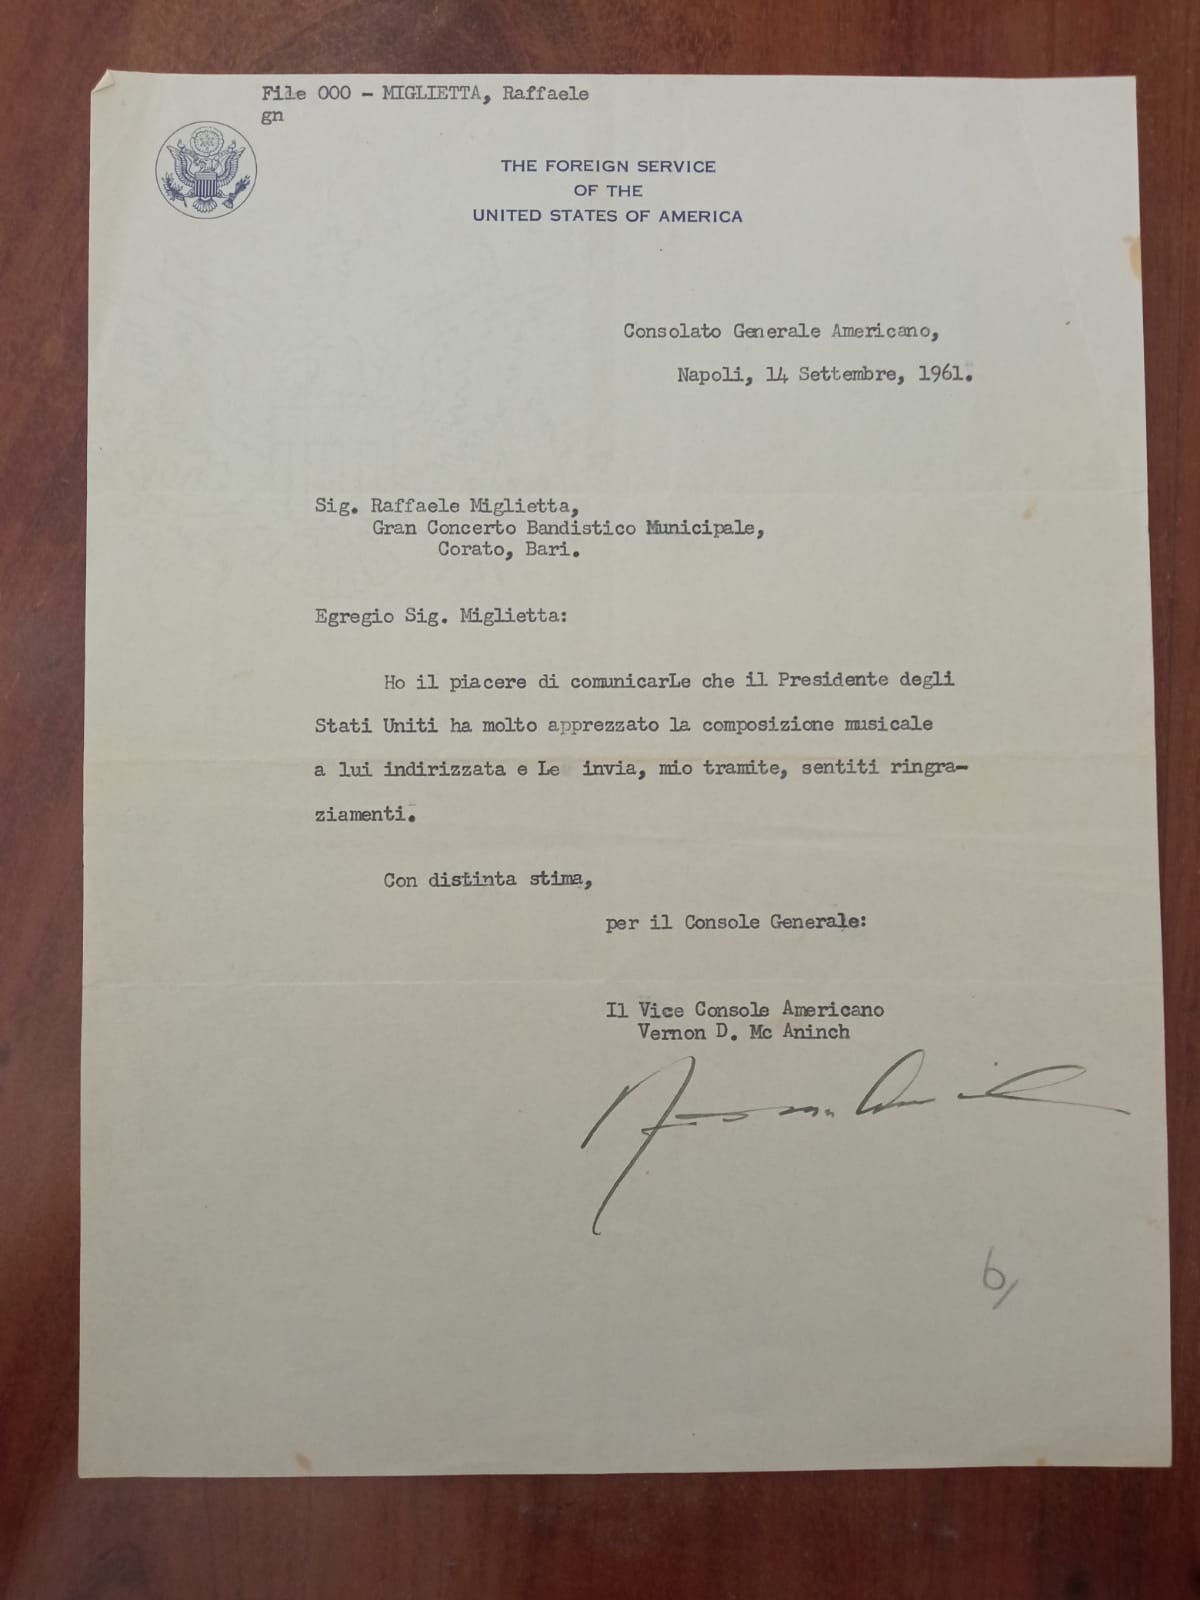 File 000 - MIGLIETTA, Raffaele
gn
THE FOREIGN SERVICE
OF THE
UNITED STATES OF AMERICA
Consolato Generale Americano,
Napoli, 14 Settembre, 1961.
Sig. Raffaele Miglietta,
Gran Concerto Bandistico Municipale,
Corato, Bari.
Egregio Sig. Miglietta:
Ho il piacere di comunicarLe che il Presidente degli
Stati Uniti ha molto apprezzato la composizione musicale
a lui indirizzata e Le invia, mio tramite, sentiti ringra-
ziamenti.
Con distinta stima,
per il Console Generale:
Il Vice Console Americano
Vernon D. Mc Aninch